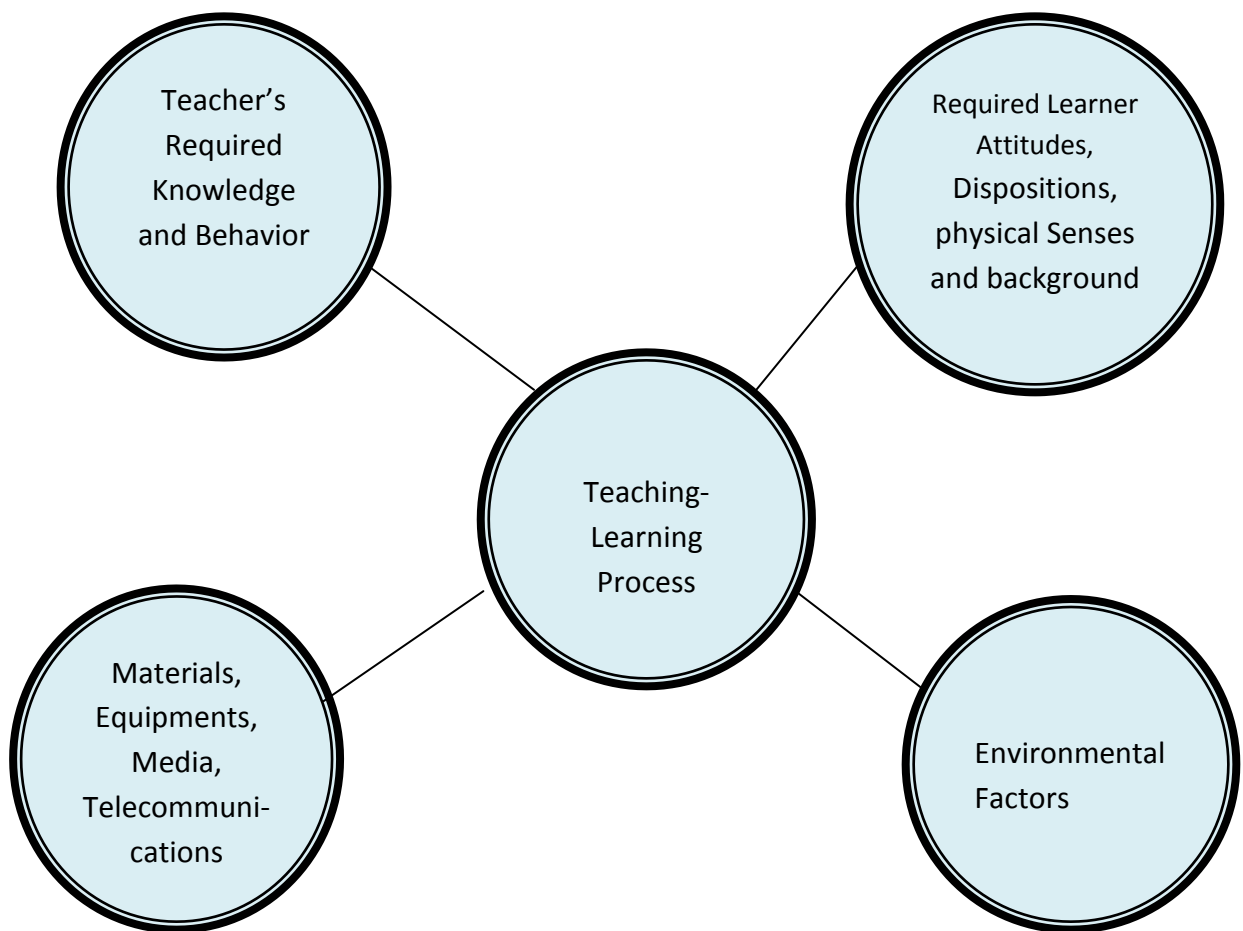 Teacher’s
Required
Knowledge
and Behavior
Required Learner
Attitudes,
Dispositions,
physical Senses
and background
Teaching-
Learning
Process
Materials,
Equipments,
Media,
Telecommuni-
cations
Environmental
Factors